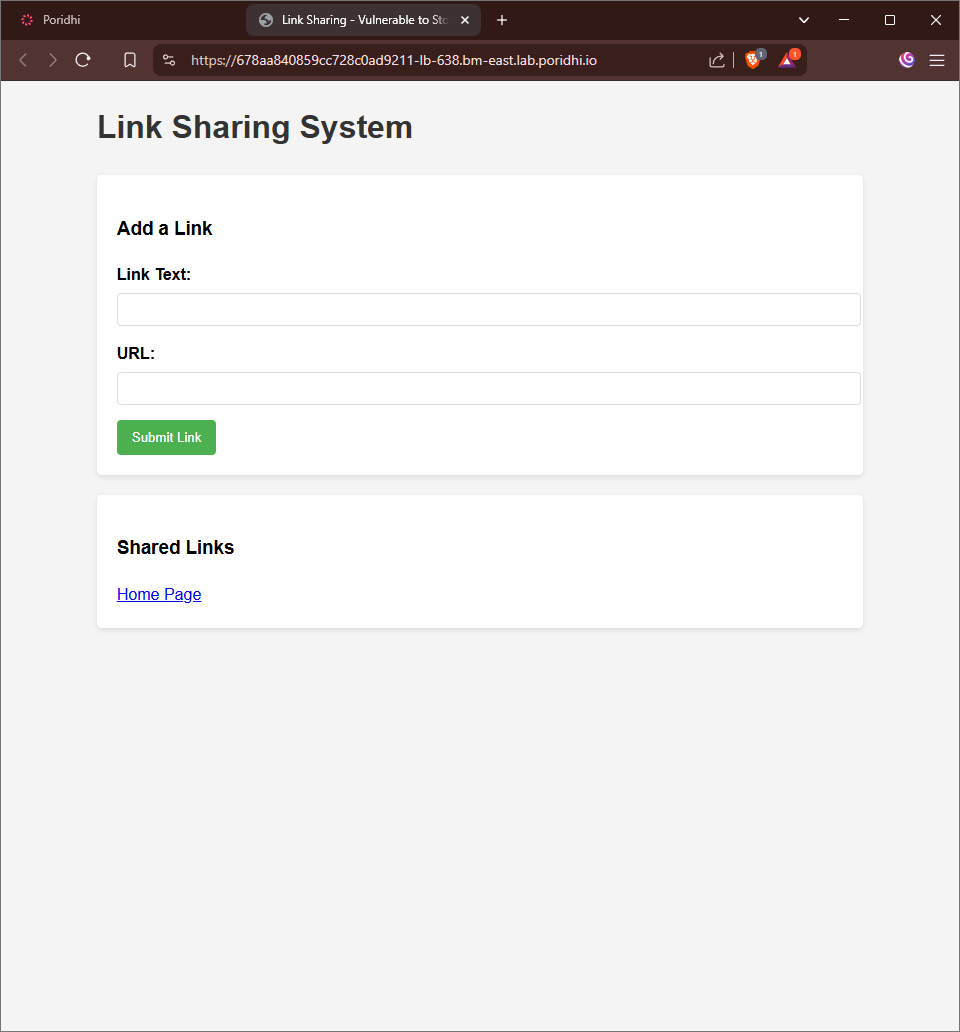 Poridhi
Link Sharing - Vulnerable to Sto
https://678aa840859cc728c0ad9211-lb-638.bm-east.lab.poridhi.io
1
1
Link Sharing System
Add a Link
Link Text:
URL:
Submit Link
Shared Links
Home Page